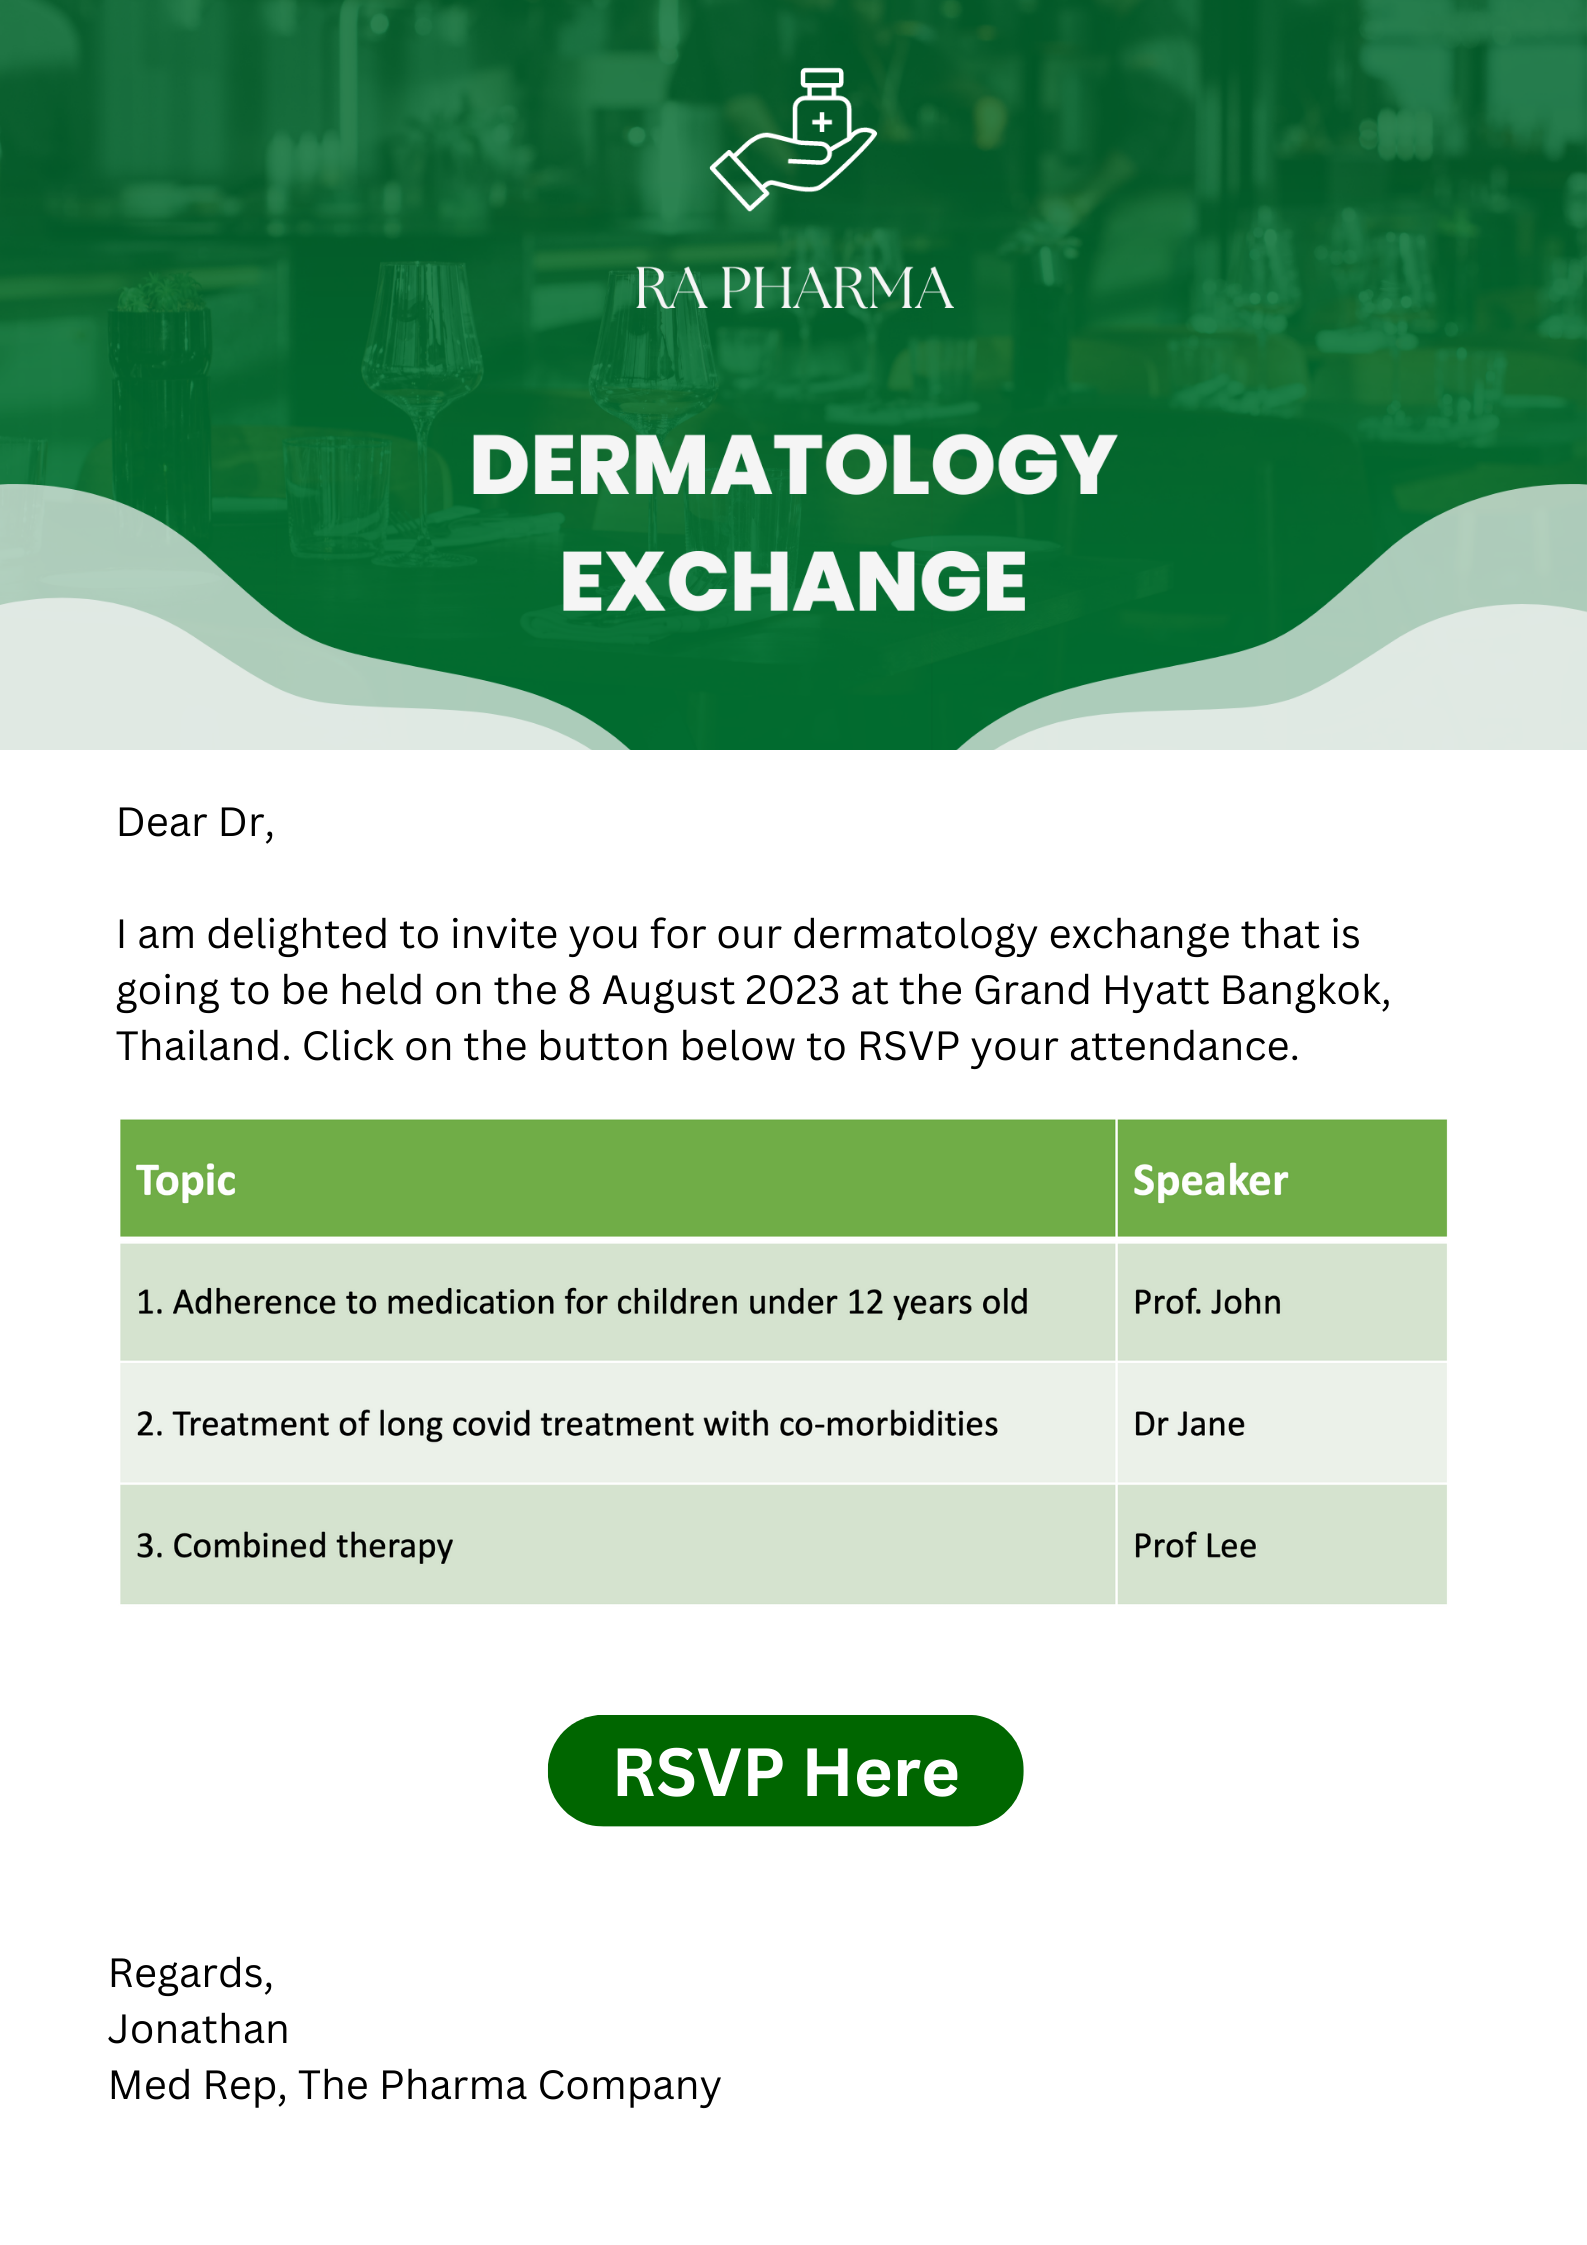 RA PHARMA
DERMATOLOGY
EXCHANGE
Dear Dr,
I am delighted to invite you for our dermatology exchange that is
going to be held on the 8 August 2023 at the Grand Hyatt Bangkok,
Thailand. Click on the button below to RSVP your attendance.
Topic Speaker
1. Adherence to medication for children under 12 years old Prof. John
2. Treatment of long covid treatment with co-morbidities Dr Jane
3. Combined therapy Prof Lee
RSVP Here
Regards,
Jonathan
Med Rep, The Pharma Company